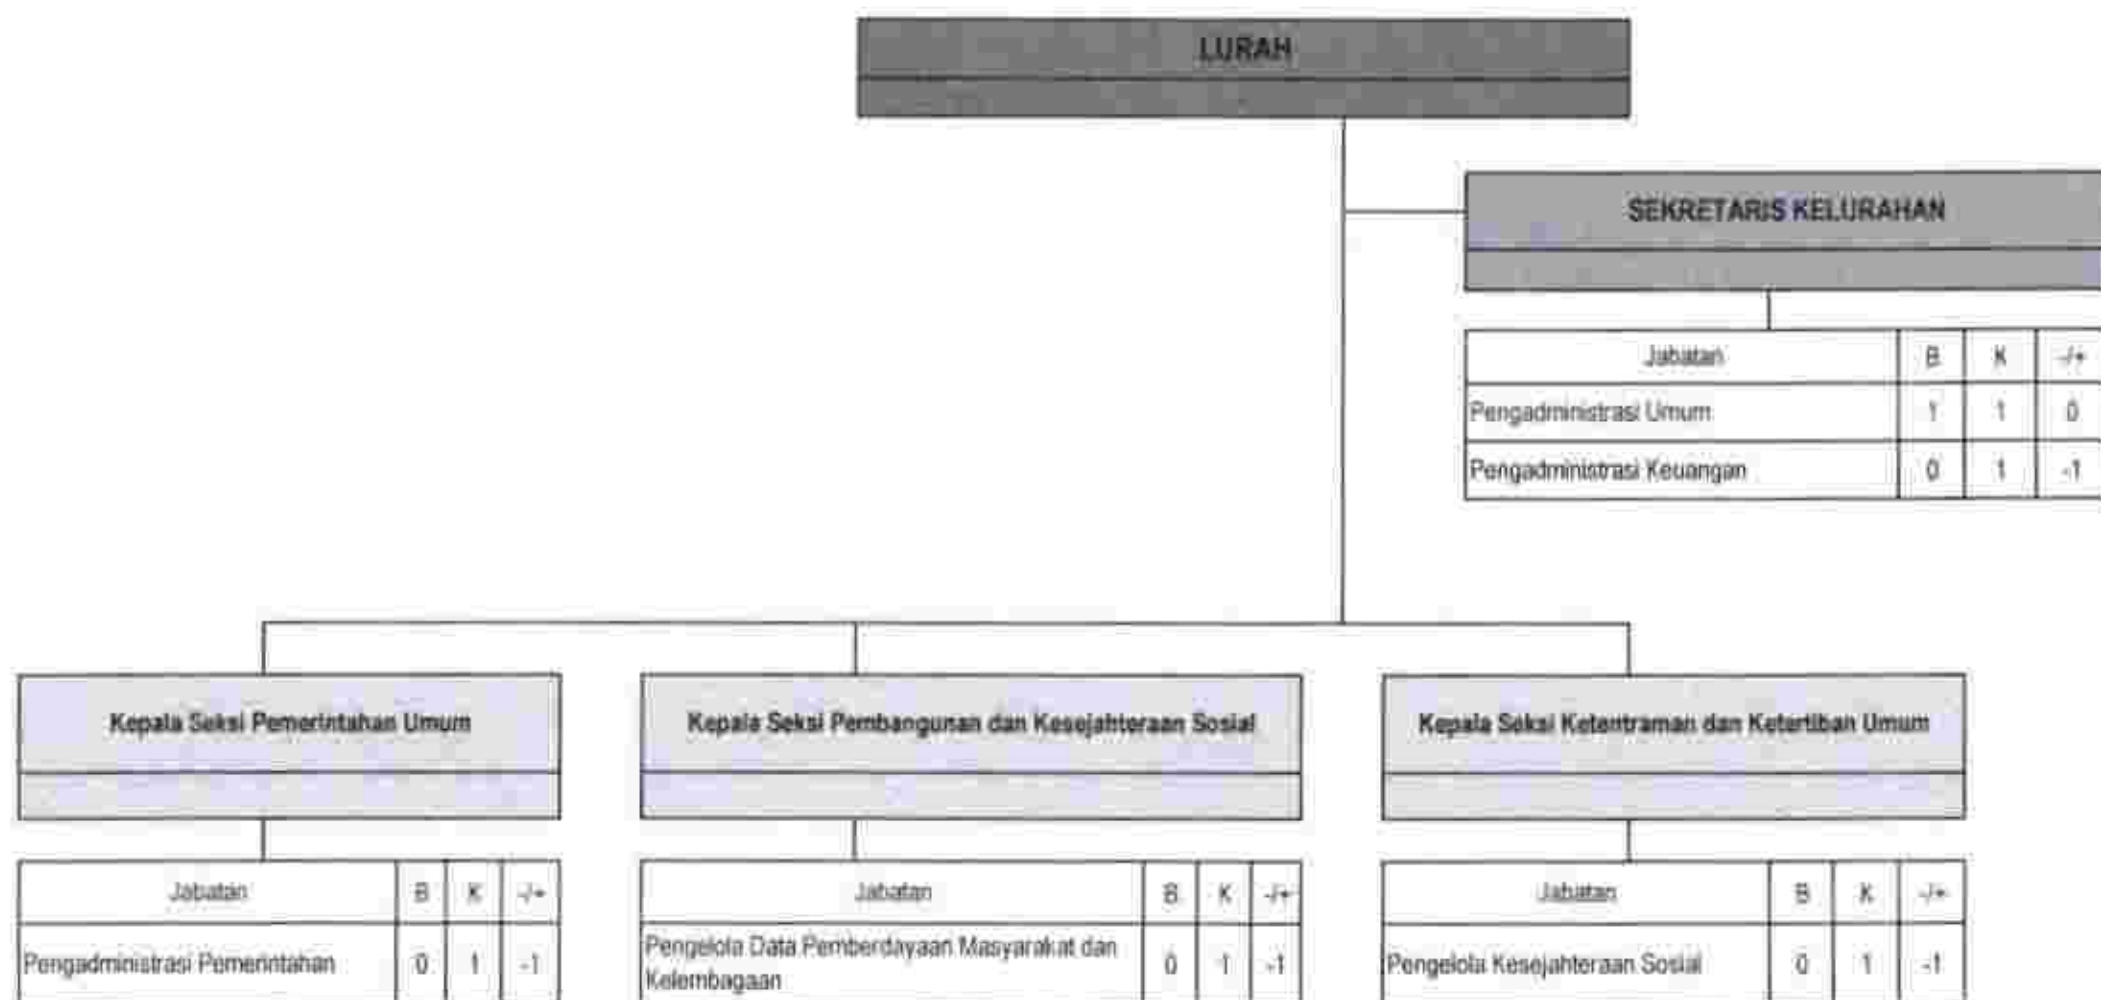 LURAH
SEKRETARIS KELURAHAN
Jabatan B K -/+
Pengadministrasi Umum 1 1 0
Pengadministrasi Keuangan 0 1 -1
Kepala Seksi Pemerintahan Umum
Jabatan B K -/+
Pengadministrasi Pemerintahan 0 1 -1
Kepala Seksi Pembangunan dan Kesejahteraan Sosial
Jabatan B K -/+
Pengelola Data Pemberdayaan Masyarakat dan
Kelembagaan 0 1 -1
Kepala Seksi Ketentraman dan Ketertiban Umum
Jabatan B K -/+
Pengelola Kesejahteraan Sosial 0 1 -1